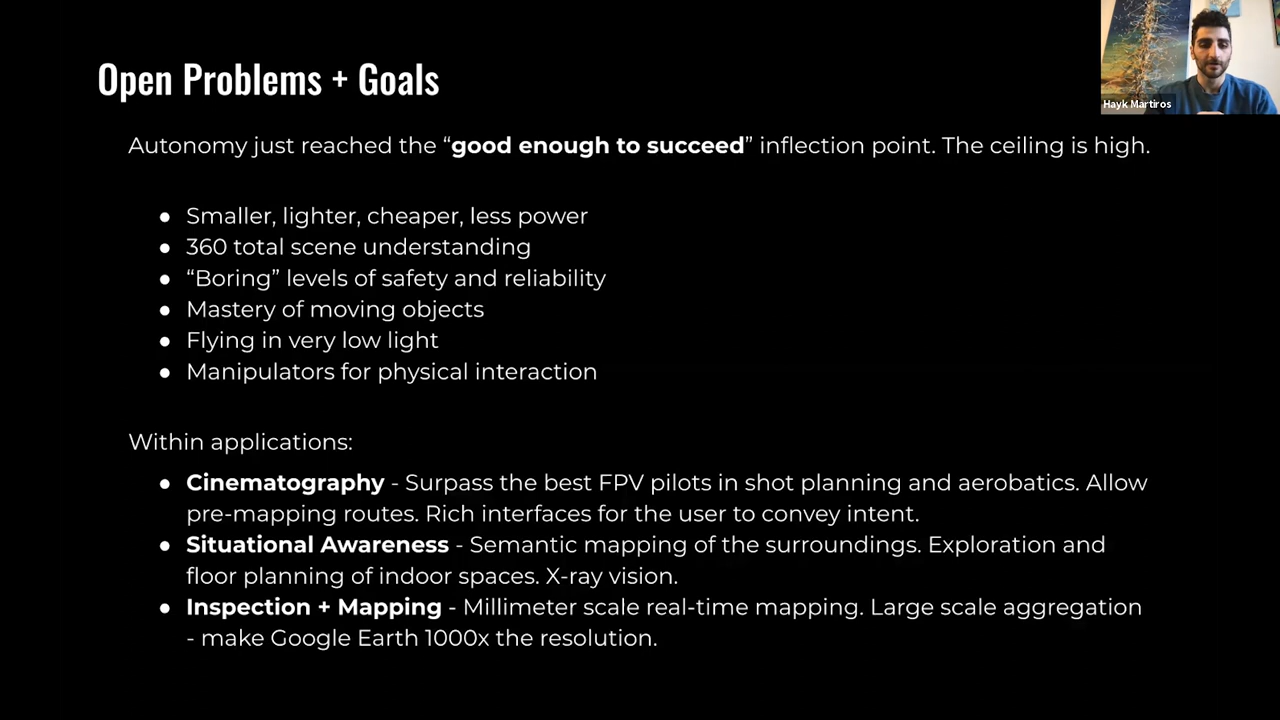 Open Problems + Goals
Hayk Martiros
Autonomy just reached the “good enough to succeed” inflection point. The ceiling is high.
● Smaller, lighter, cheaper, less power
● 360 total scene understanding
● “Boring” levels of safety and reliability
● Mastery of moving objects
● Flying in very low light
● Manipulators for physical interaction
Within applications:
● Cinematography - Surpass the best FPV pilots in shot planning and aerobatics. Allow
pre-mapping routes. Rich interfaces for the user to convey intent.
● Situational Awareness - Semantic mapping of the surroundings. Exploration and
floor planning of indoor spaces. X-ray vision.
● Inspection + Mapping - Millimeter scale real-time mapping. Large scale aggregation
- make Google Earth 1000x the resolution.